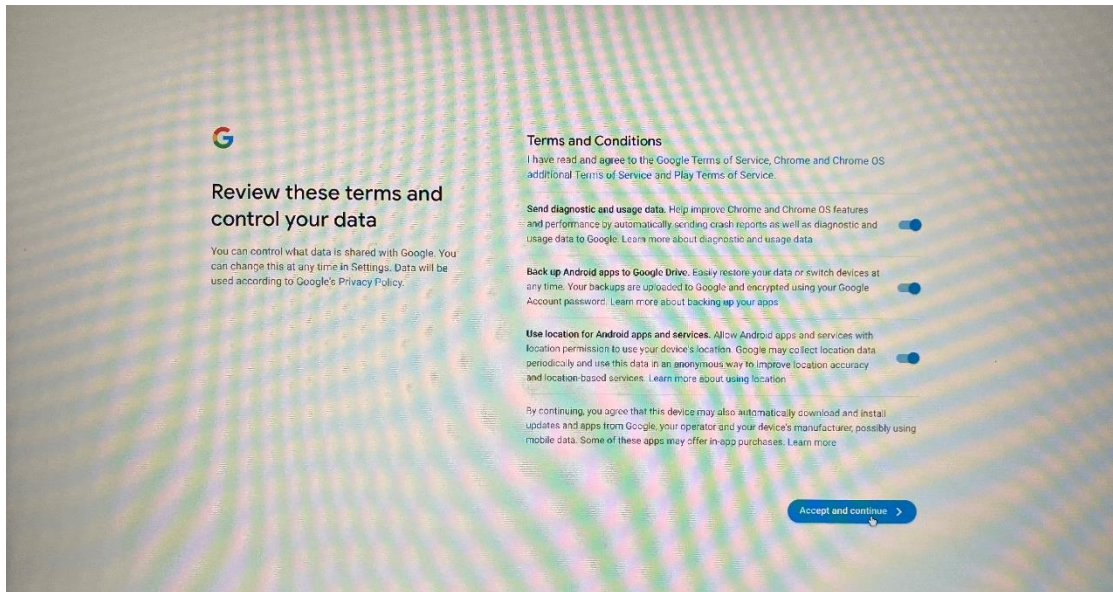 Review these terms and
control your data
You can control what data is shared with Google. You
can change this at any time in Settings. Data will be
used according to Google's Privacy Policy.
Terms and Conditions
I have read and agree to the Google Terms of Service, Chrome and Chrome OS
additional Terms of Service and Play Terms of Service.
Send diagnostic and usage data. Help improve Chrome and Chrome OS features
and performance by automatically sending crash reports as well as diagnostic and
usage data to Google. Learn more about diagnostic and usage data
Back up Android apps to Google Drive. Easily restore your data or switch devices at
any time. Your backups are uploaded to Google and encrypted using your Google
Account password. Learn more about backing up your apps
Use location for Android apps and services. Allow Android apps and services with
location permission to use your device's location. Google may collect location data
periodically and use this data in an anonymous way to improve location accuracy
and location-based services. Learn more about using location
By continuing, you agree that this device may also automatically download and install
updates and apps from Google, your operator and your device's manufacturer, possibly using
mobile data. Some of these apps may offer in-app purchases. Learn more
Accept and continue